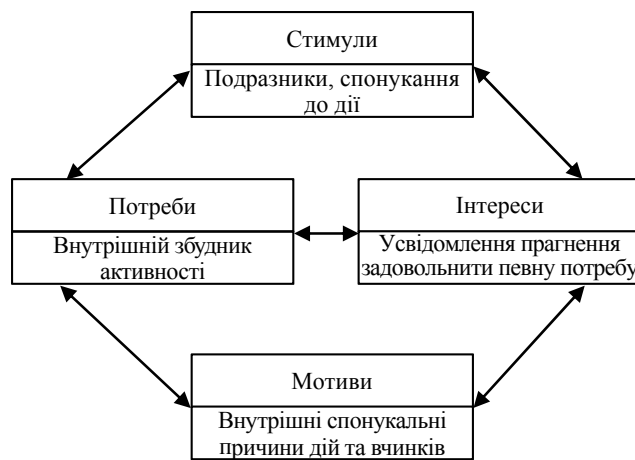 Стимули
Подразники, спонукання
до дії
Потреби
Внутрішній збудник
активності
Інтереси
Усвідомлення прагнення
задовольнити певну потребу
Мотиви
Внутрішні спонукальні
причини дій та вчинків